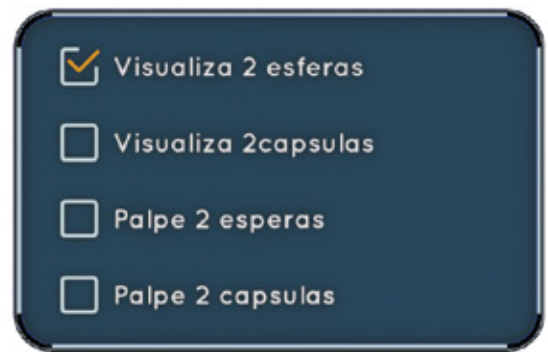 Visualiza 2 esferas
Visualiza 2capsulas
Palpe 2 esperas
Palpe 2 capsulas